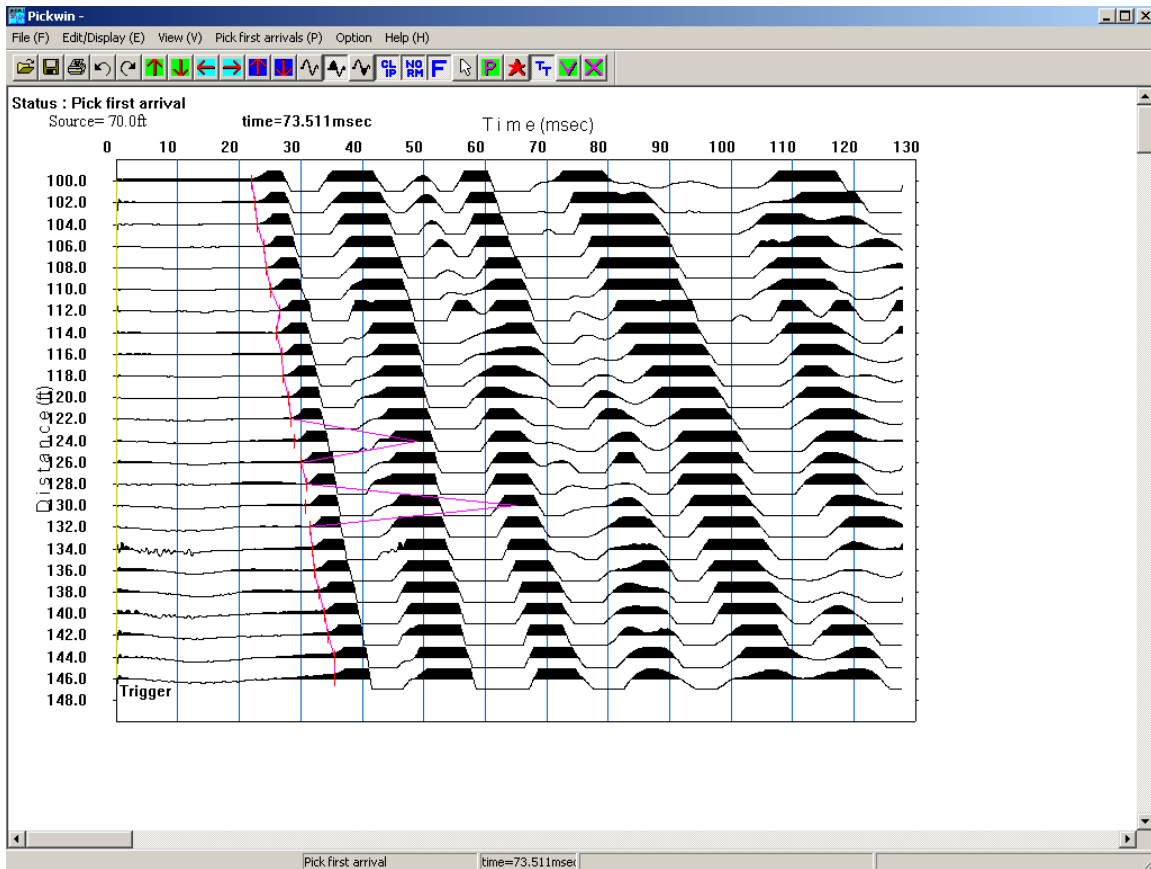 Pickwin -
File (F) Edit/Display (E) View (V) Pick first arrivals (P) Option Help (H)
CL IP NO RM F P T T
Status : Pick first arrival
Source= 70.0ft time=73.511msec Time (msec)
0 10 20 30 40 50 60 70 80 90 100 110 120 130
100.0
102.0
104.0
106.0
108.0
110.0
112.0
114.0
116.0
118.0
120.0
122.0
124.0
126.0
128.0
130.0
132.0
134.0
136.0
138.0
140.0
142.0
144.0
146.0
148.0
Distance (ft)
Trigger
Pick first arrival time=73.511msec